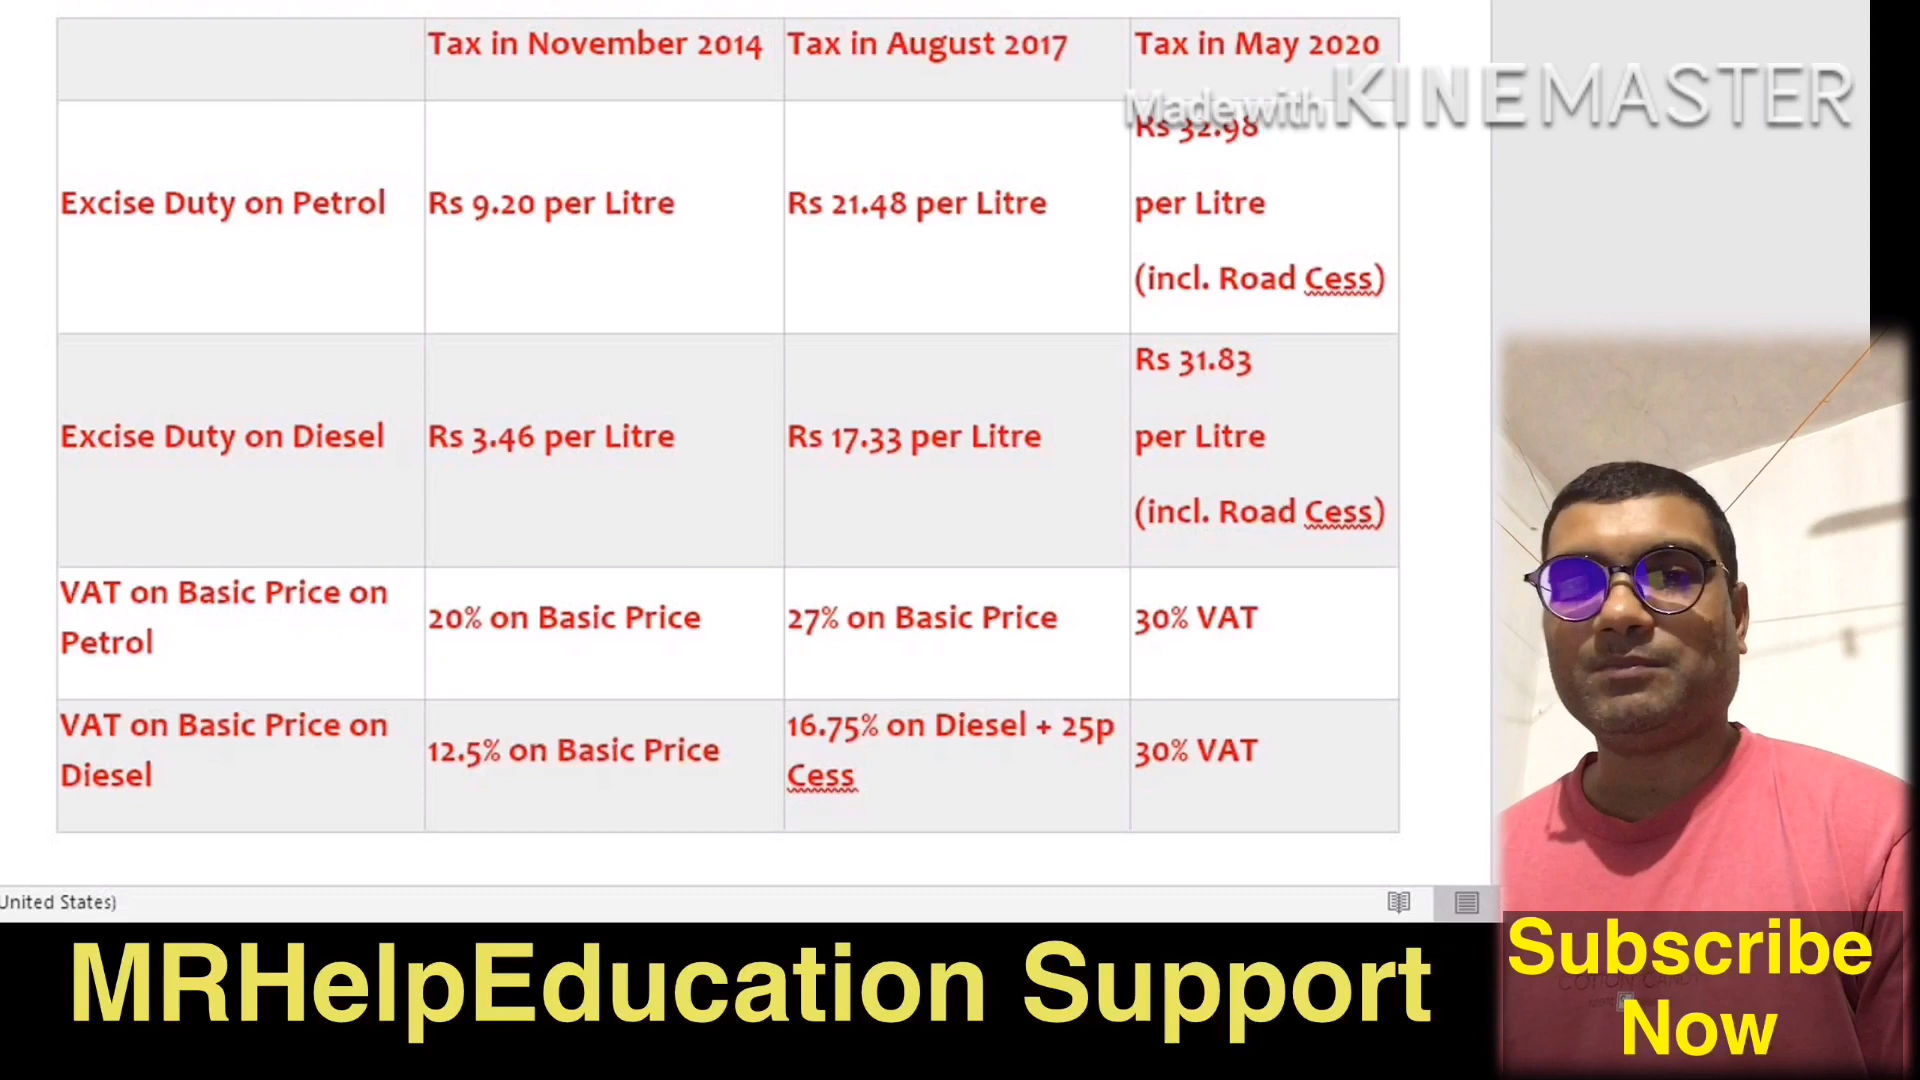 Tax in November 2014 Tax in August 2017 Tax in May 2020
Made with KINEMASTER
Rs 32.98
Excise Duty on Petrol Rs 9.20 per Litre Rs 21.48 per Litre per Litre
(incl. Road Cess)
Rs 31.83
Excise Duty on Diesel Rs 3.46 per Litre Rs 17.33 per Litre per Litre
(incl. Road Cess)
VAT on Basic Price on
Petrol
20% on Basic Price 27% on Basic Price 30% VAT
VAT on Basic Price on
Diesel
12.5% on Basic Price
16.75% on Diesel + 25p
Cess
30% VAT
United States)
MRHelpEducation Support
Subscribe
Now